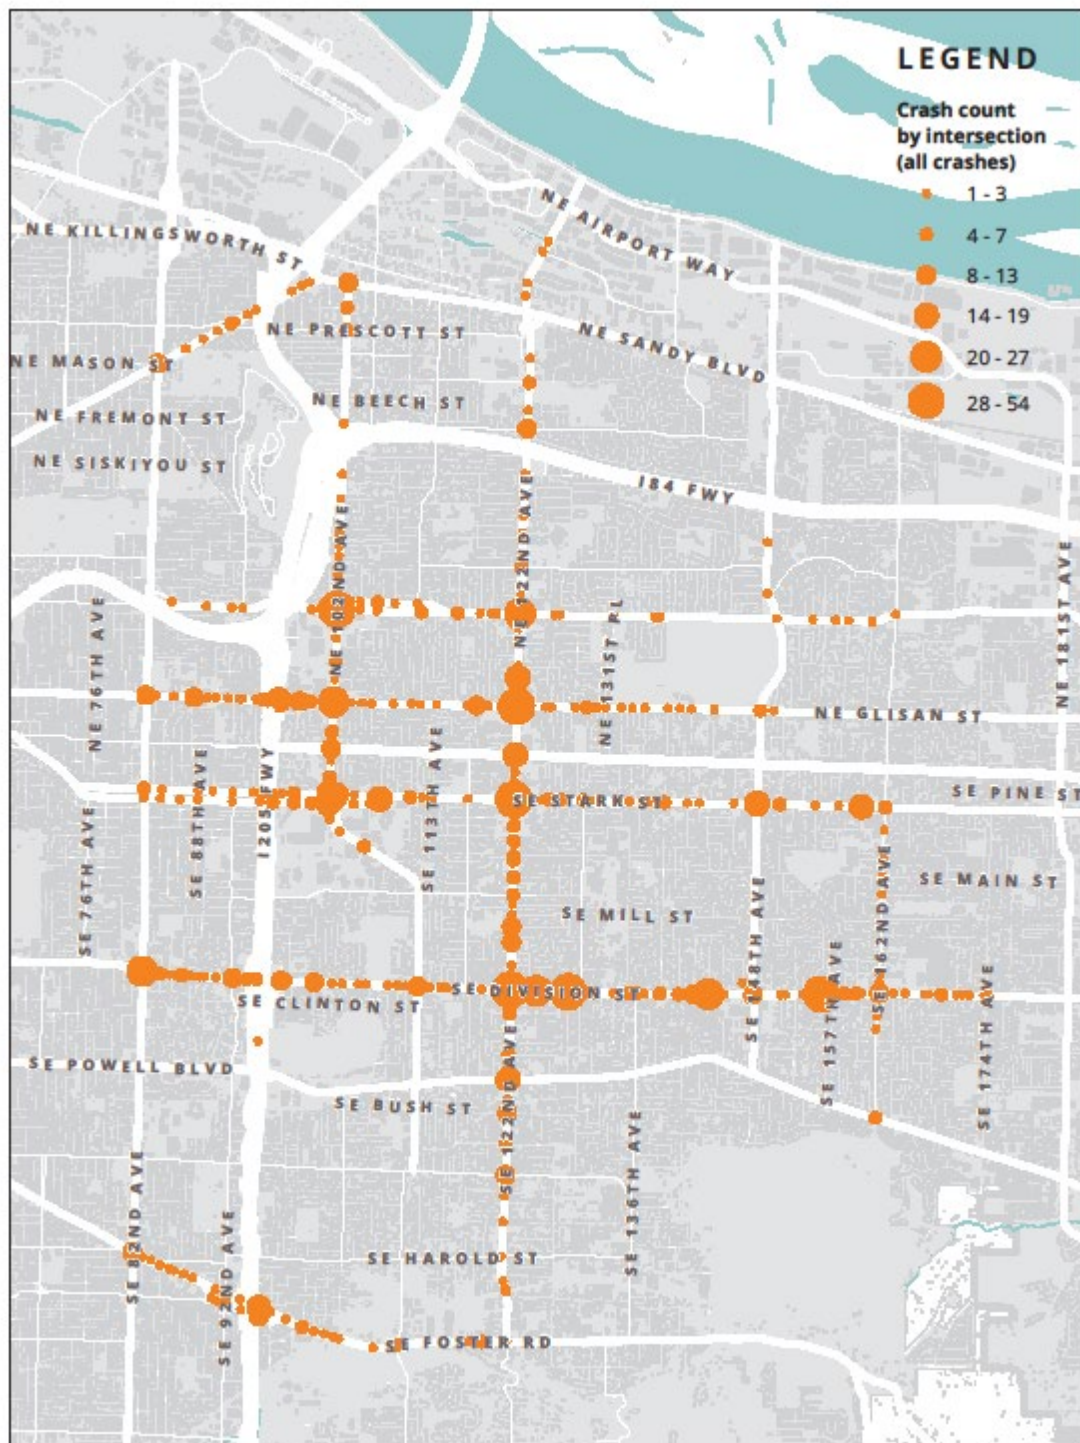 LEGEND
Crash count
by intersection
(all crashes)
1 - 3
4 - 7
8 - 13
14 - 19
20 - 27
28 - 54
NE AIRPORT WAY
NE KILLINGSWORTH ST
NE PRESCOTT ST
NE SANDY BLVD
NE MASON ST
NE BEECH ST
NE FREMONT ST
NE SISKIYOU ST
I84 FWY
NE 102ND AVE
NE 122ND AVE
NE 181ST AVE
NE 76TH AVE
NE 131ST PL
NE GLISAN ST
SE 88TH AVE
I205 FWY
SE 113TH AVE
SE STARK ST
SE PINE ST
SE 76TH AVE
SE MAIN ST
SE MILL ST
SE 148TH AVE
SE 162ND AVE
SE 157TH AVE
SE 174TH AVE
SE DIVISION ST
SE CLINTON ST
SE POWELL BLVD
SE BUSH ST
SE 122ND AVE
SE 136TH AVE
SE 82ND AVE
SE 92ND AVE
SE HAROLD ST
SE FOSTER RD